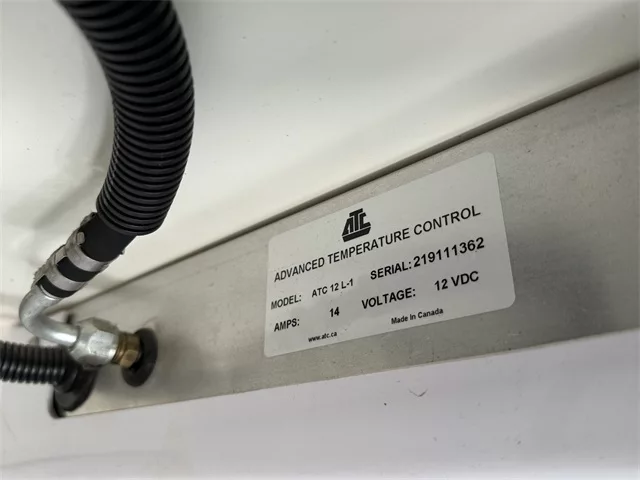 ATC
ADVANCED TEMPERATURE CONTROL
MODEL: ATC 12 L-1 SERIAL: 219111362
AMPS: 14 VOLTAGE: 12 VDC
www.atc.ca Made In Canada